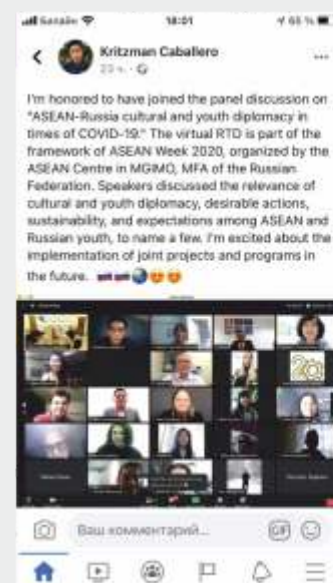 Билайн 18:01 65 %
Kritzman Caballero
23 ч.
I'm honored to have joined the panel discussion on
"ASEAN-Russia cultural and youth diplomacy in
times of COVID-19." The virtual RTD is part of the
framework of ASEAN Week 2020, organized by the
ASEAN Centre in MGIMO, MFA of the Russian
Federation. Speakers discussed the relevance of
cultural and youth diplomacy, desirable actions,
sustainability, and expectations among ASEAN and
Russian youth, to name a few. I'm excited about the
implementation of joint projects and programs in
the future.
Ваш комментарий...
GIF